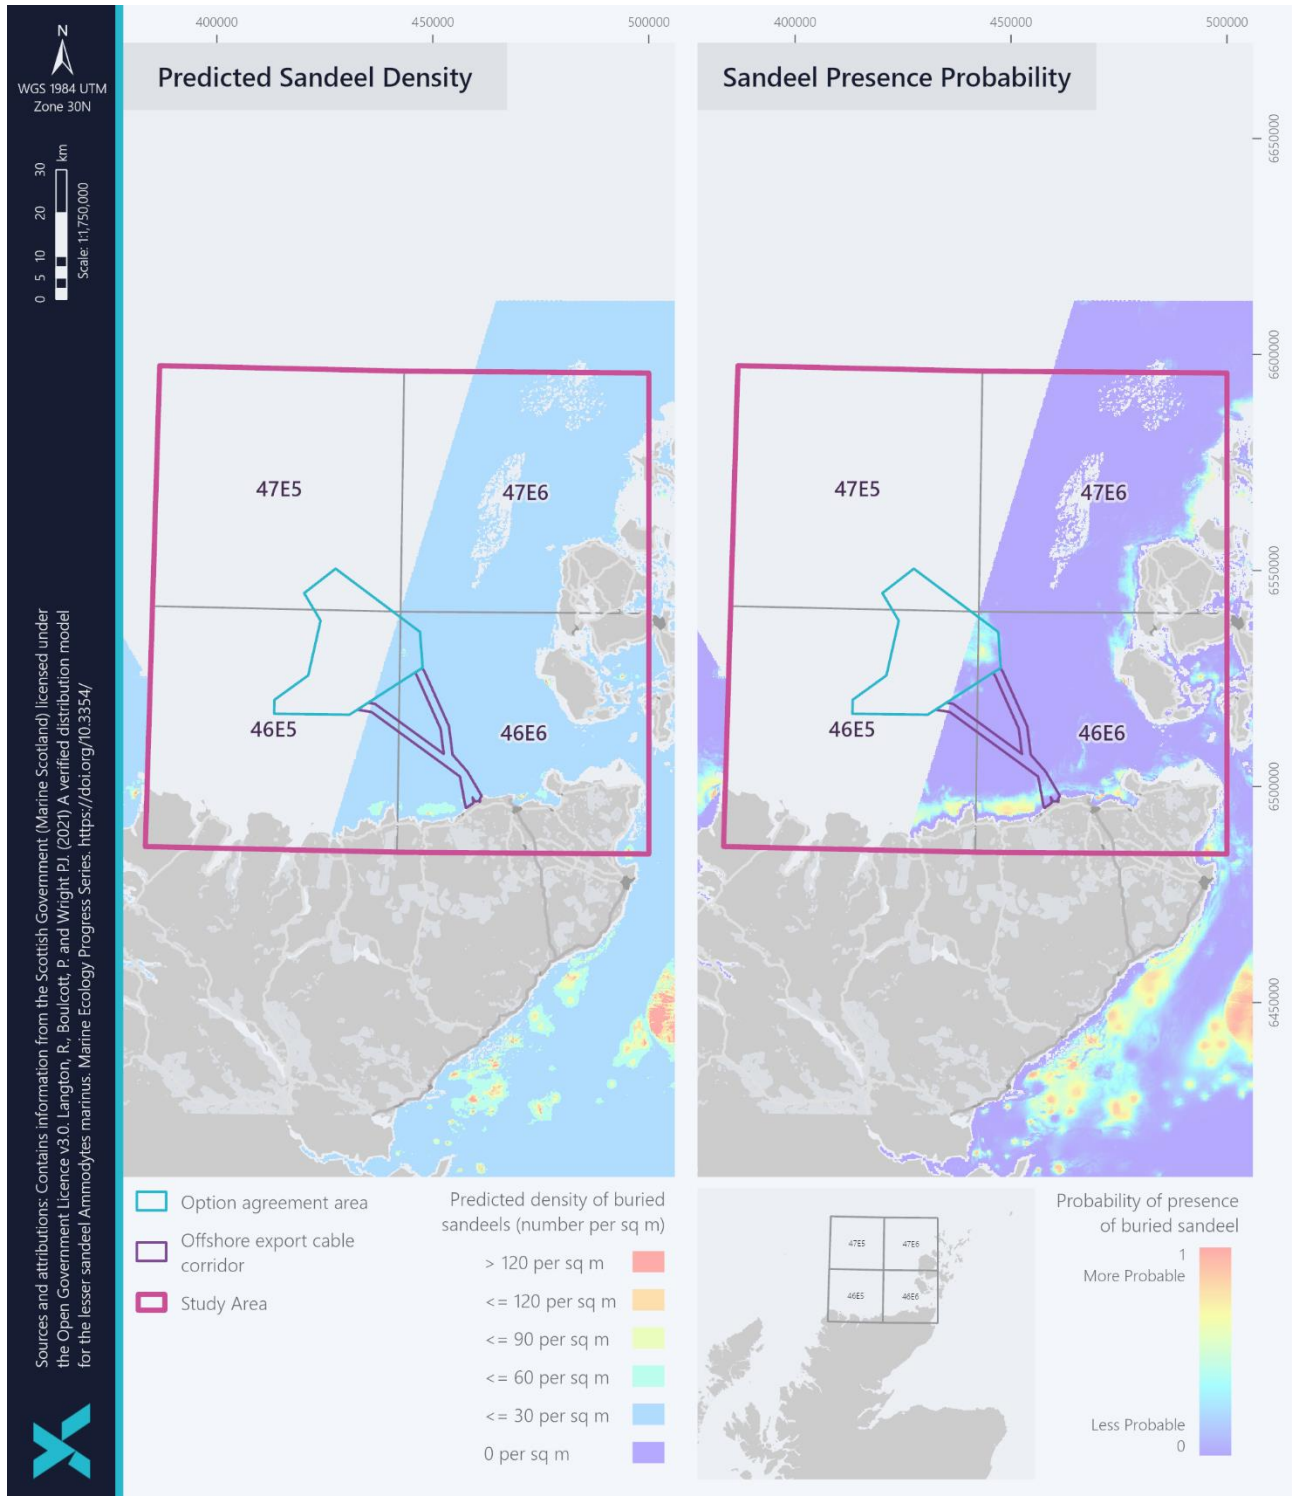 N
WGS 1984 UTM
Zone 30N
0 5 10 20 30 km
Scale: 1:1,750,000
Sources and attributions: Contains information from the Scottish Government (Marine Scotland) licensed under
the Open Government Licence v3.0. Langton, R., Boulcott, P. and Wright P.J. (2021) A verified distribution model
for the lesser sandeel Ammodytes marinus. Marine Ecology Progress Series. https://doi.org/10.3354/
400000 450000 500000
Predicted Sandeel Density
47E5
47E6
46E5
46E6
400000 450000 500000
Sandeel Presence Probability
47E5
47E6
46E5
46E6
6650000
6600000
6550000
6500000
6450000
Option agreement area
Offshore export cable
corridor
Study Area
Predicted density of buried
sandeels (number per sq m)
> 120 per sq m
<= 120 per sq m
<= 90 per sq m
<= 60 per sq m
<= 30 per sq m
0 per sq m
47E5
47E6
46E5
46E6
Probability of presence
of buried sandeel
1
More Probable
Less Probable
0